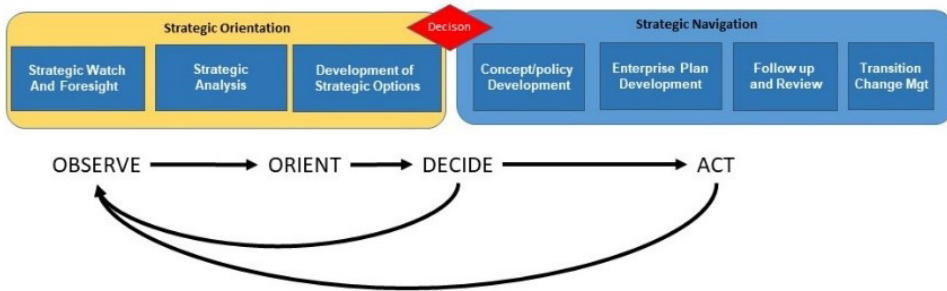 Strategic Orientation
Decison
Strategic Navigation
Strategic Watch
And Foresight
Strategic
Analysis
Development of
Strategic Options
Concept/policy
Development
Enterprise Plan
Development
Follow up
and Review
Transition
Change Mgt
OBSERVE
ORIENT
DECIDE
ACT